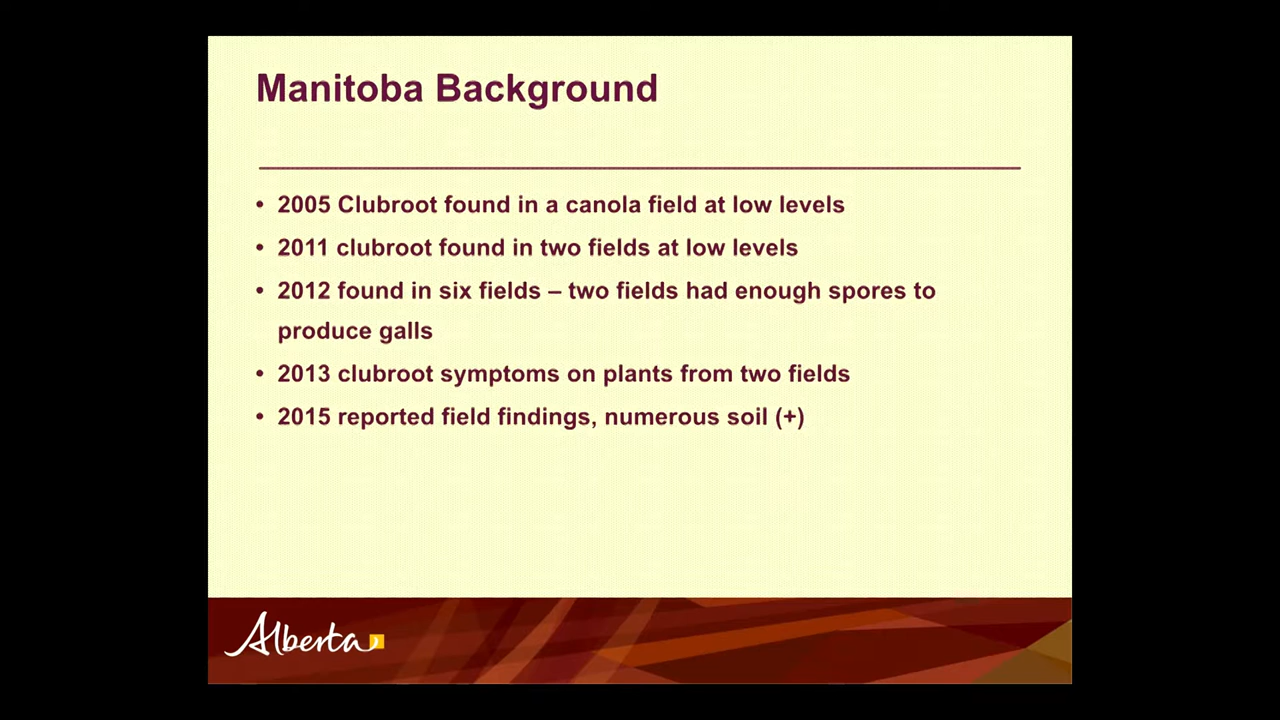 Manitoba Background
• 2005 Clubroot found in a canola field at low levels
• 2011 clubroot found in two fields at low levels
• 2012 found in six fields – two fields had enough spores to
produce galls
• 2013 clubroot symptoms on plants from two fields
• 2015 reported field findings, numerous soil (+)
Alberta